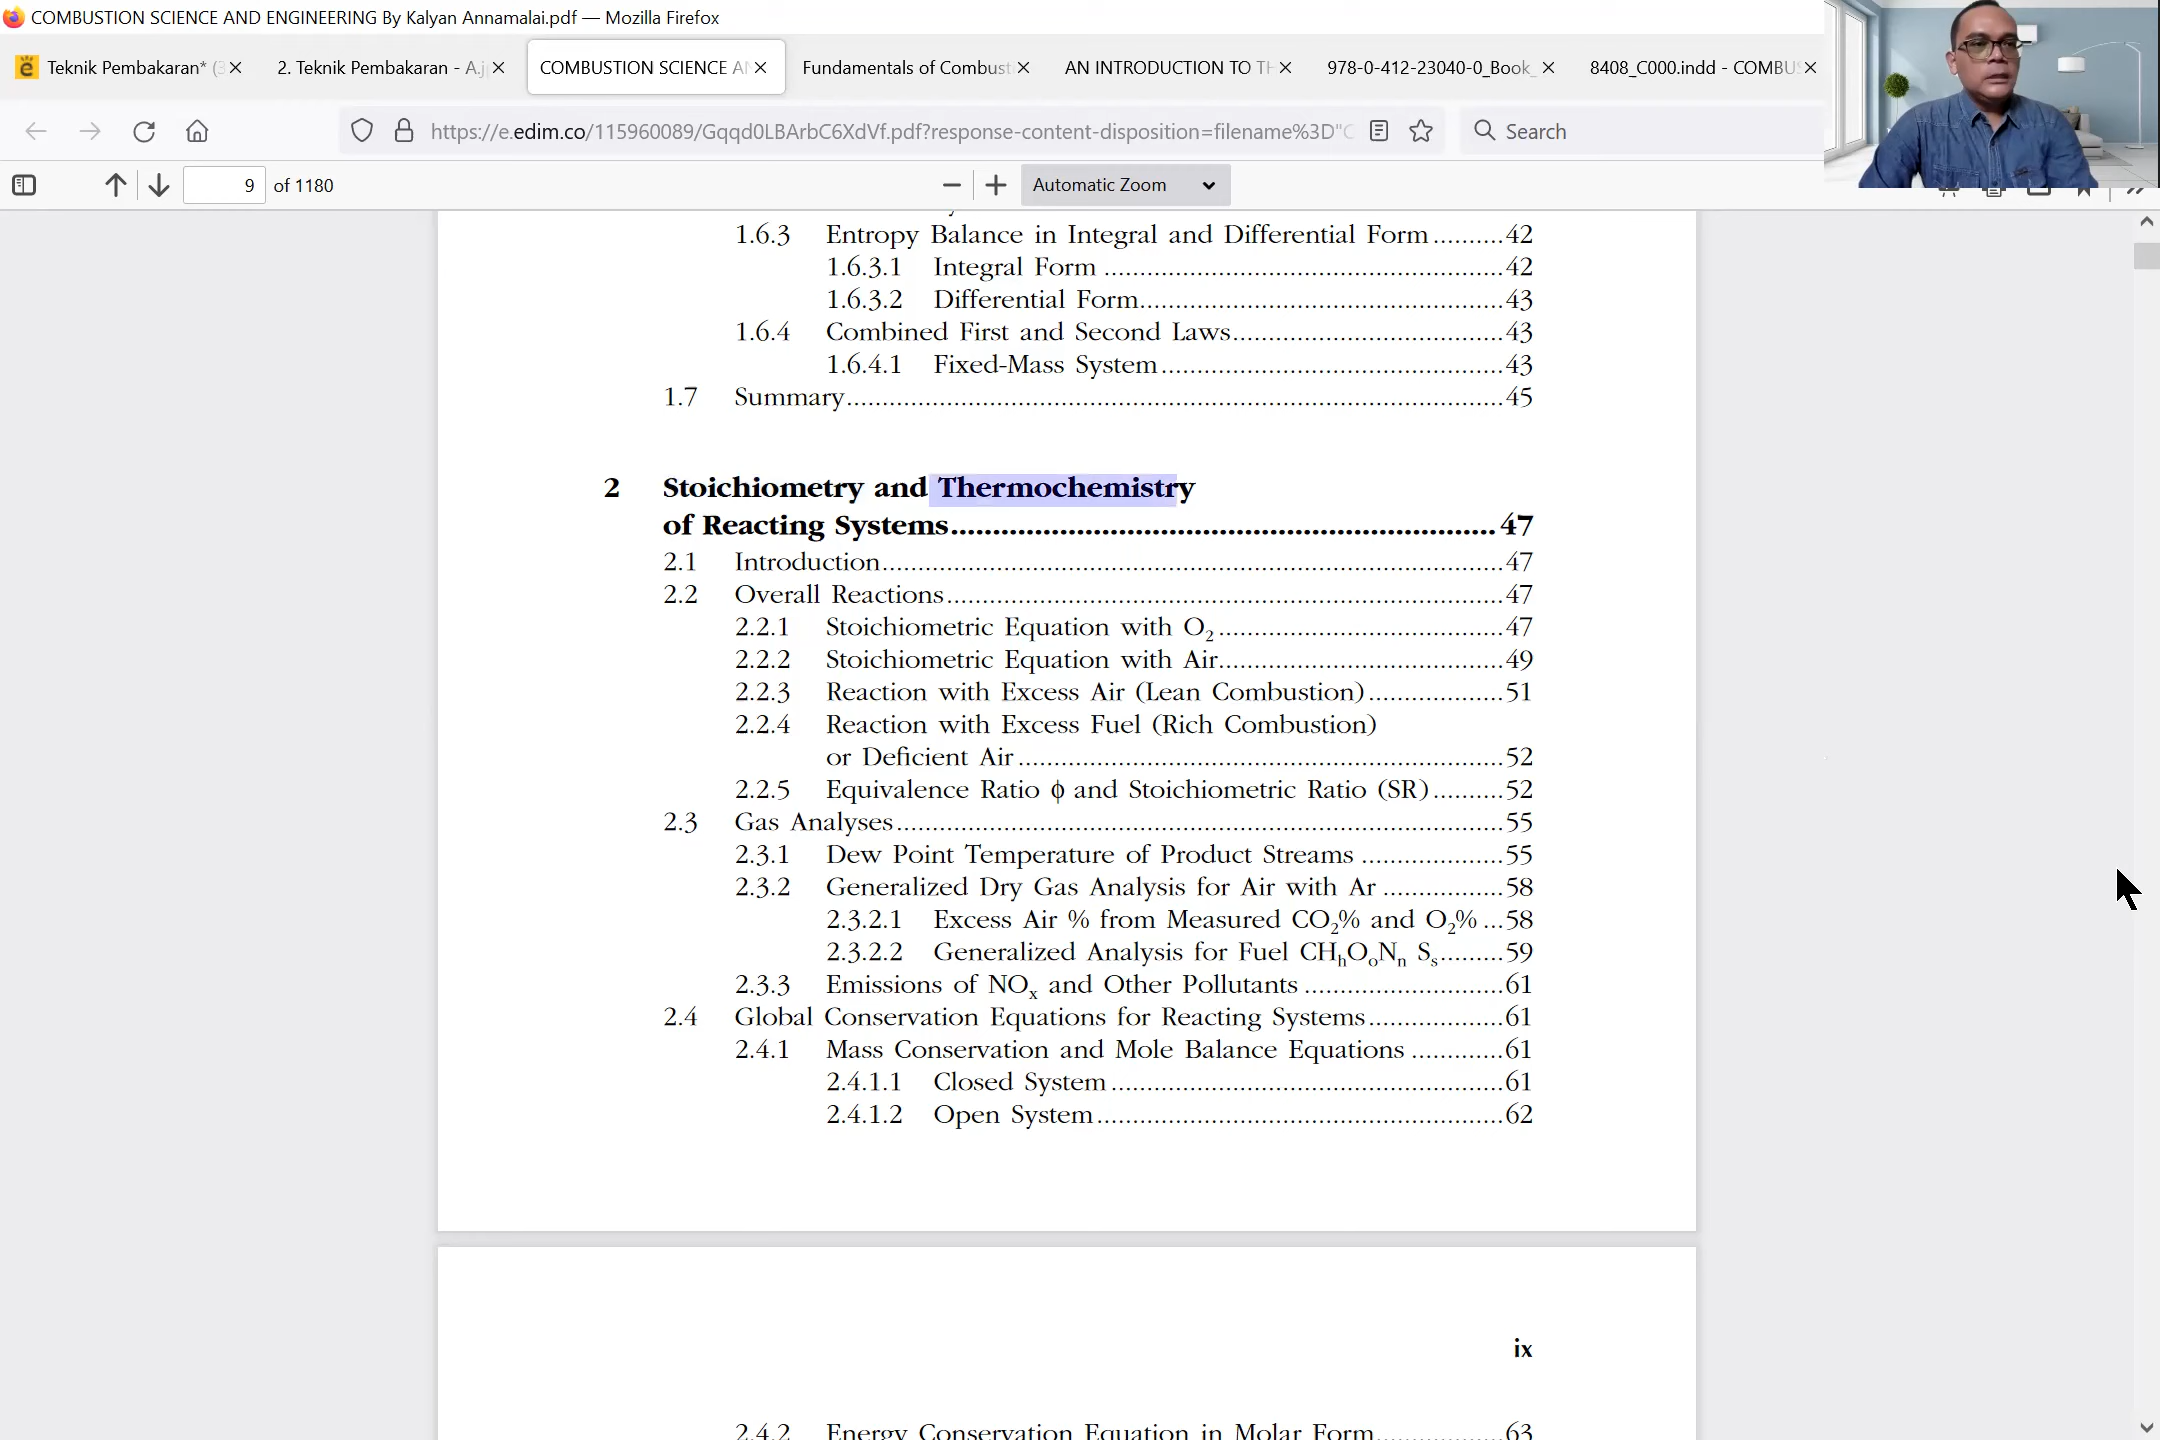 COMBUSTION SCIENCE AND ENGINEERING By Kalyan Annamalai.pdf — Mozilla Firefox
Teknik Pembakaran* (3
2. Teknik Pembakaran - A.j
COMBUSTION SCIENCE AN
Fundamentals of Combust
AN INTRODUCTION TO TH
978-0-412-23040-0_Book_
8408_C000.indd - COMBUS
https://e.edim.co/115960089/Gqqd0LBArbC6XdVf.pdf?response-content-disposition=filename%3D"C
Search
9 of 1180
Automatic Zoom
1.6.3 Entropy Balance in Integral and Differential Form..........42
1.6.3.1 Integral Form ........................................................42
1.6.3.2 Differential Form...................................................43
1.6.4 Combined First and Second Laws......................................43
1.6.4.1 Fixed-Mass System................................................43
1.7 Summary...........................................................................................45
2 Stoichiometry and Thermochemistry
of Reacting Systems....................................................................47
2.1 Introduction......................................................................................47
2.2 Overall Reactions.............................................................................47
2.2.1 Stoichiometric Equation with O₂........................................47
2.2.2 Stoichiometric Equation with Air.......................................49
2.2.3 Reaction with Excess Air (Lean Combustion)...................51
2.2.4 Reaction with Excess Fuel (Rich Combustion)
or Deficient Air....................................................................52
2.2.5 Equivalence Ratio ϕ and Stoichiometric Ratio (SR)..........52
2.3 Gas Analyses....................................................................................55
2.3.1 Dew Point Temperature of Product Streams ....................55
2.3.2 Generalized Dry Gas Analysis for Air with Ar .................58
2.3.2.1 Excess Air % from Measured CO₂% and O₂% ...58
2.3.2.2 Generalized Analysis for Fuel CHₕOₒNₙ Sₛ.........59
2.3.3 Emissions of NOₓ and Other Pollutants ............................61
2.4 Global Conservation Equations for Reacting Systems...................61
2.4.1 Mass Conservation and Mole Balance Equations .............61
2.4.1.1 Closed System.......................................................61
2.4.1.2 Open System.........................................................62
ix
2.4.2 Energy Conservation Equation in Molar Form..................63